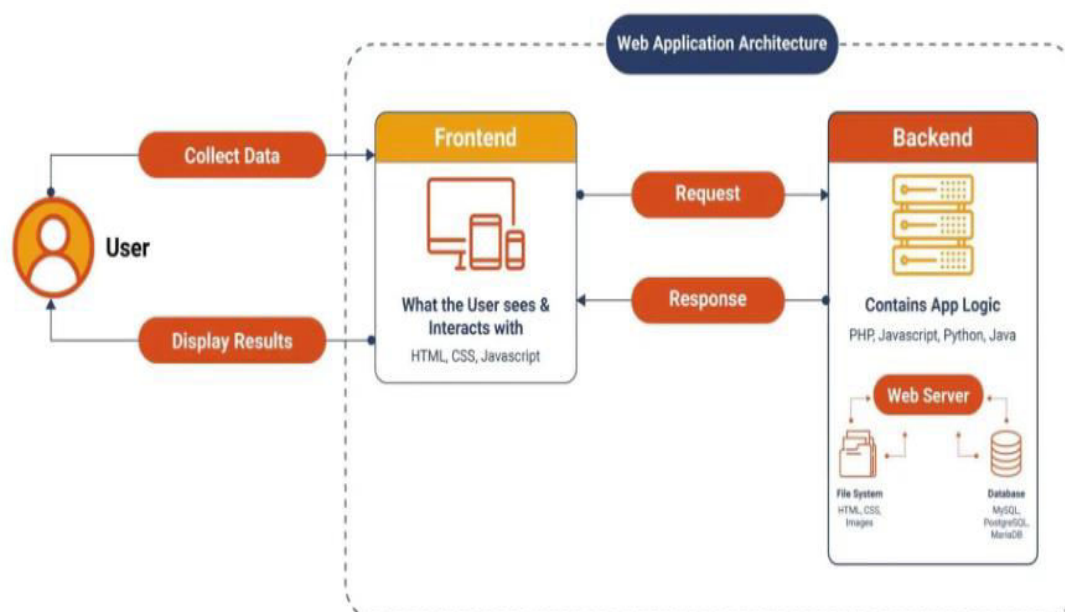 Web Application Architecture
Collect Data
User
Display Results
Frontend
What the User sees &
Interacts with
HTML, CSS, Javascript
Request
Response
Backend
Contains App Logic
PHP, Javascript, Python, Java
Web Server
File System
HTML, CSS,
Images
Database
MySQL,
PostgreSQL,
MariaDB